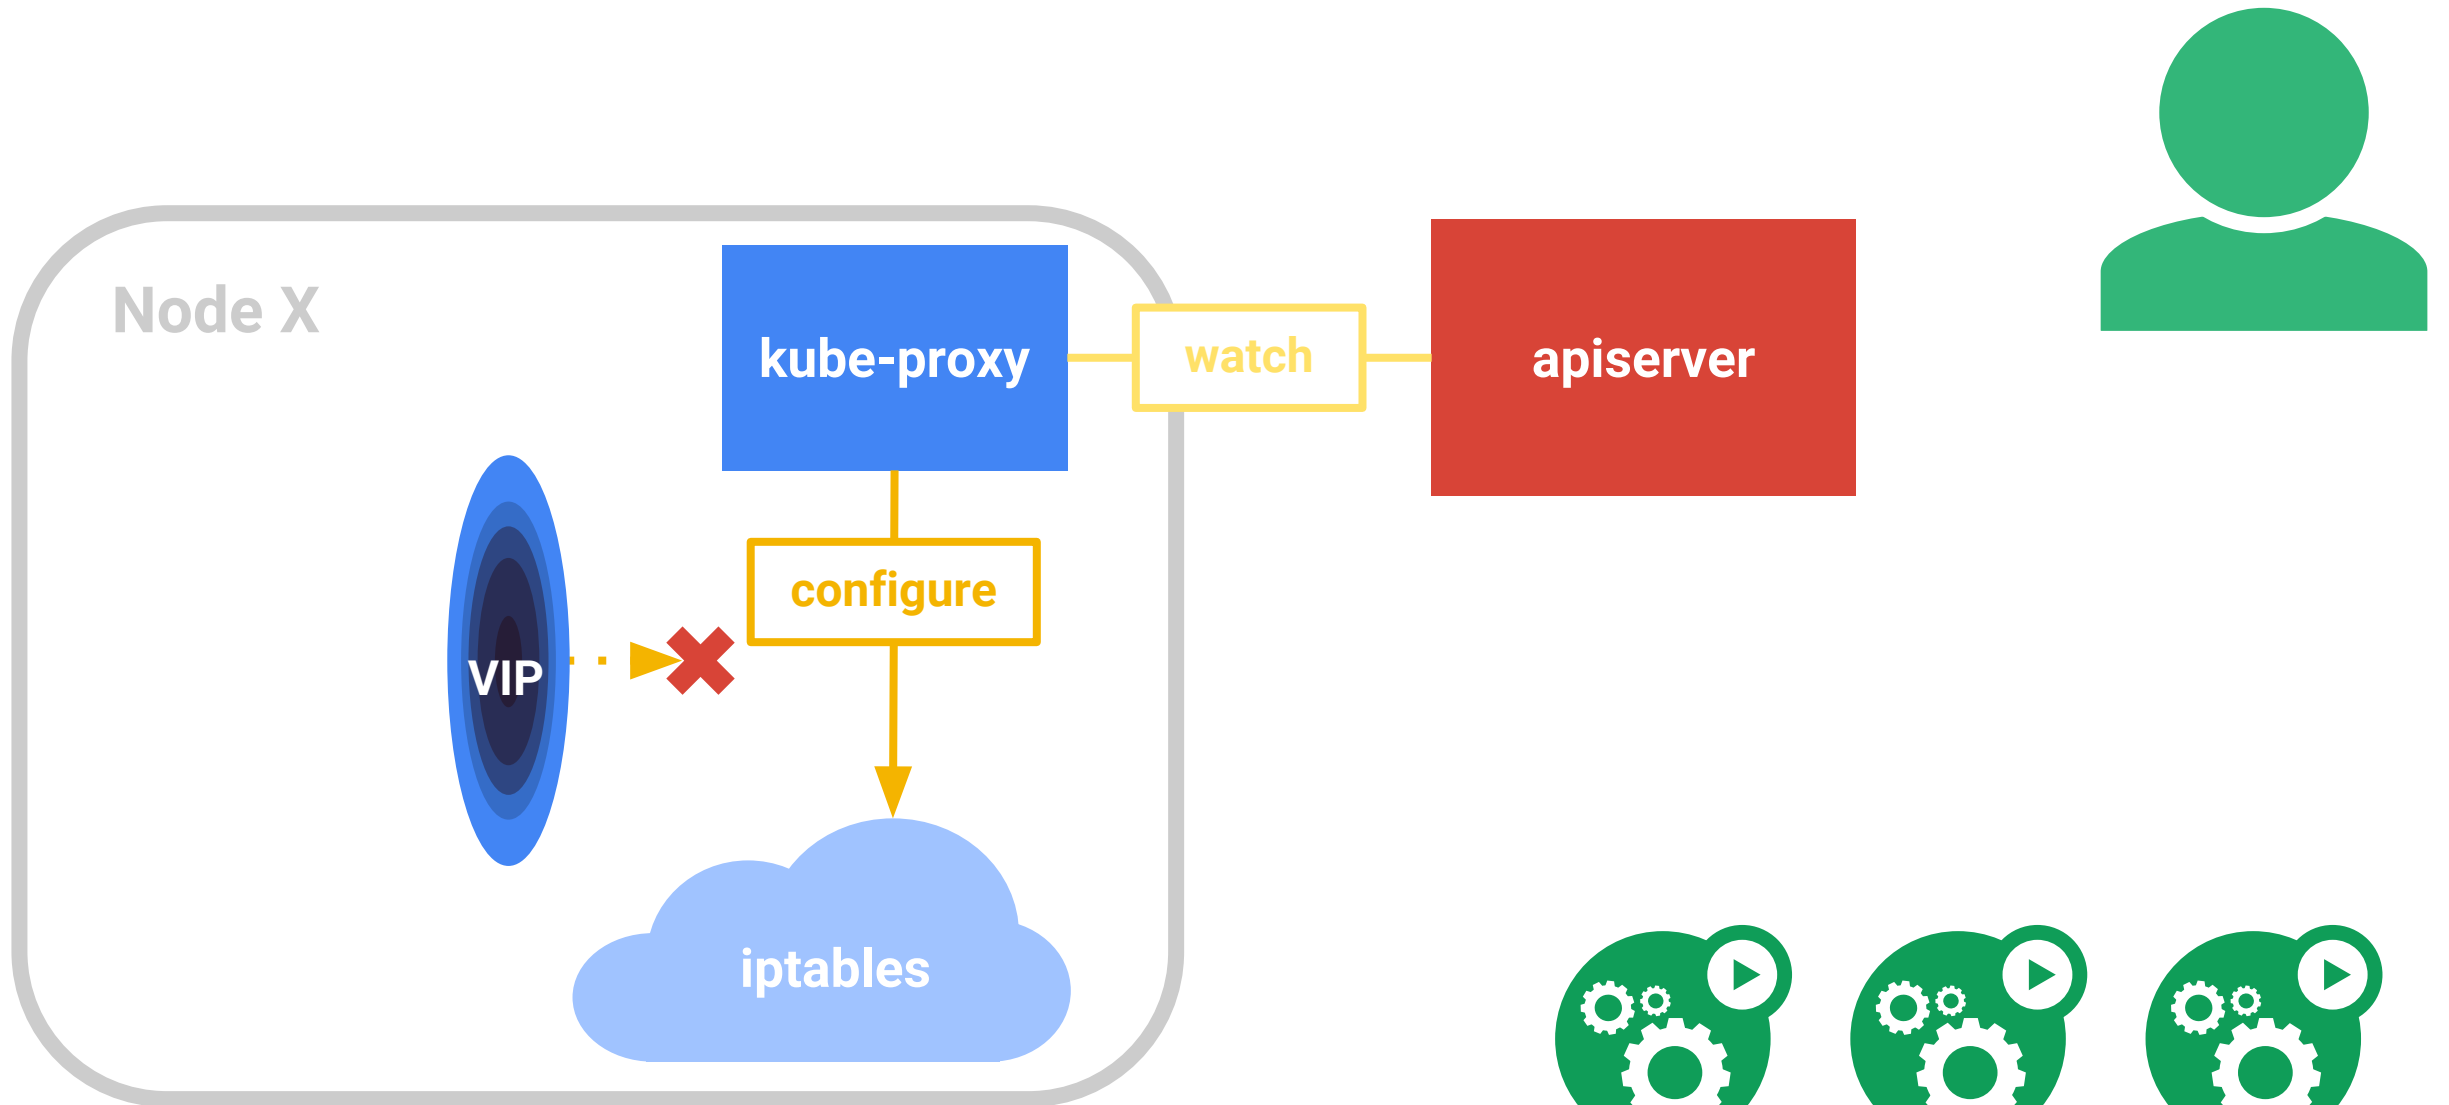 Node X
kube-proxy
watch
apiserver
configure
VIP
iptables